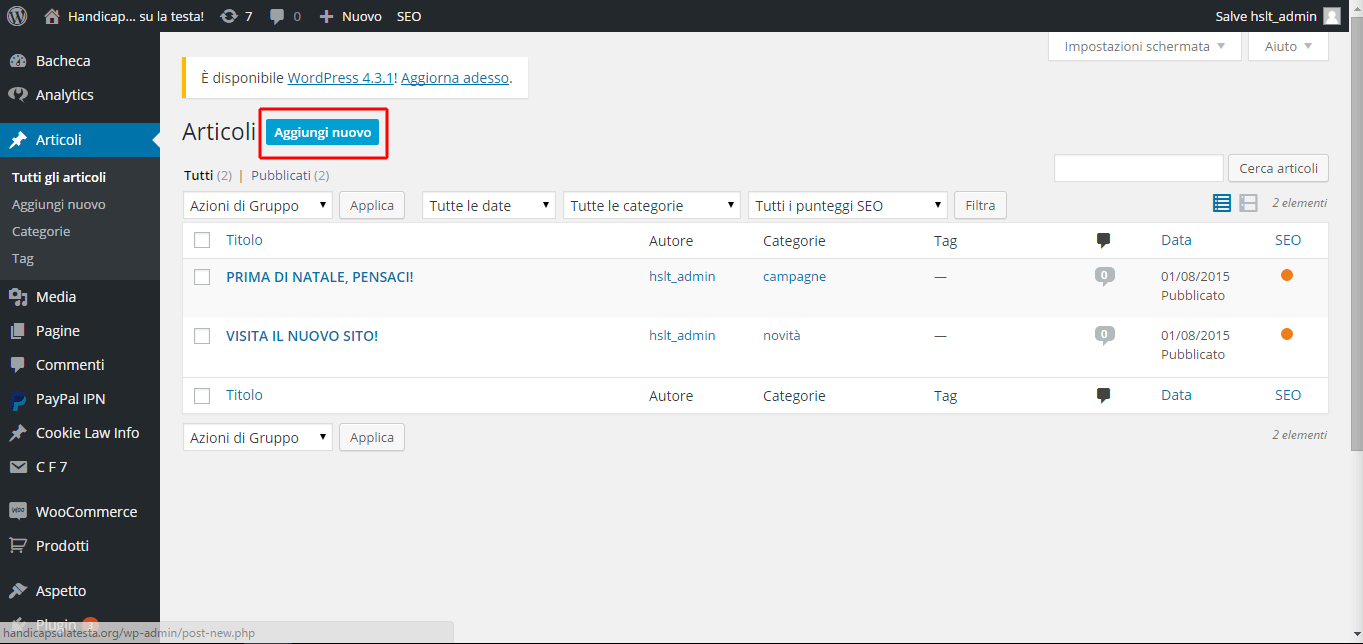 Handicap... su la testa! 7 0 Nuovo SEO Salve hslt_admin
Impostazioni schermata Aiuto
Bacheca
Analytics
Articoli
Tutti gli articoli
Aggiungi nuovo
Categorie
Tag
Media
Pagine
Commenti
PayPal IPN
Cookie Law Info
C F 7
WooCommerce
Prodotti
Aspetto
Plugin 3
È disponibile WordPress 4.3.1! Aggiorna adesso.
Articoli Aggiungi nuovo
Tutti (2) | Pubblicati (2)
Cerca articoli
Azioni di Gruppo Applica Tutte le date Tutte le categorie Tutti i punteggi SEO Filtra
2 elementi
Titolo Autore Categorie Tag Data SEO
PRIMA DI NATALE, PENSACI! hslt_admin campagne — 0 01/08/2015
Pubblicato
VISITA IL NUOVO SITO! hslt_admin novità — 0 01/08/2015
Pubblicato
Titolo Autore Categorie Tag Data SEO
Azioni di Gruppo Applica
2 elementi
handicapsulatesta.org/wp-admin/post-new.php